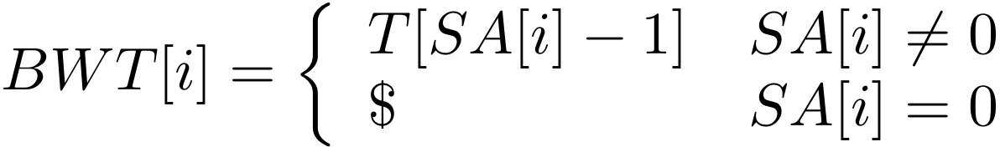 BWT[i] = { T[SA[i] − 1] SA[i] ≠ 0
$ SA[i] = 0